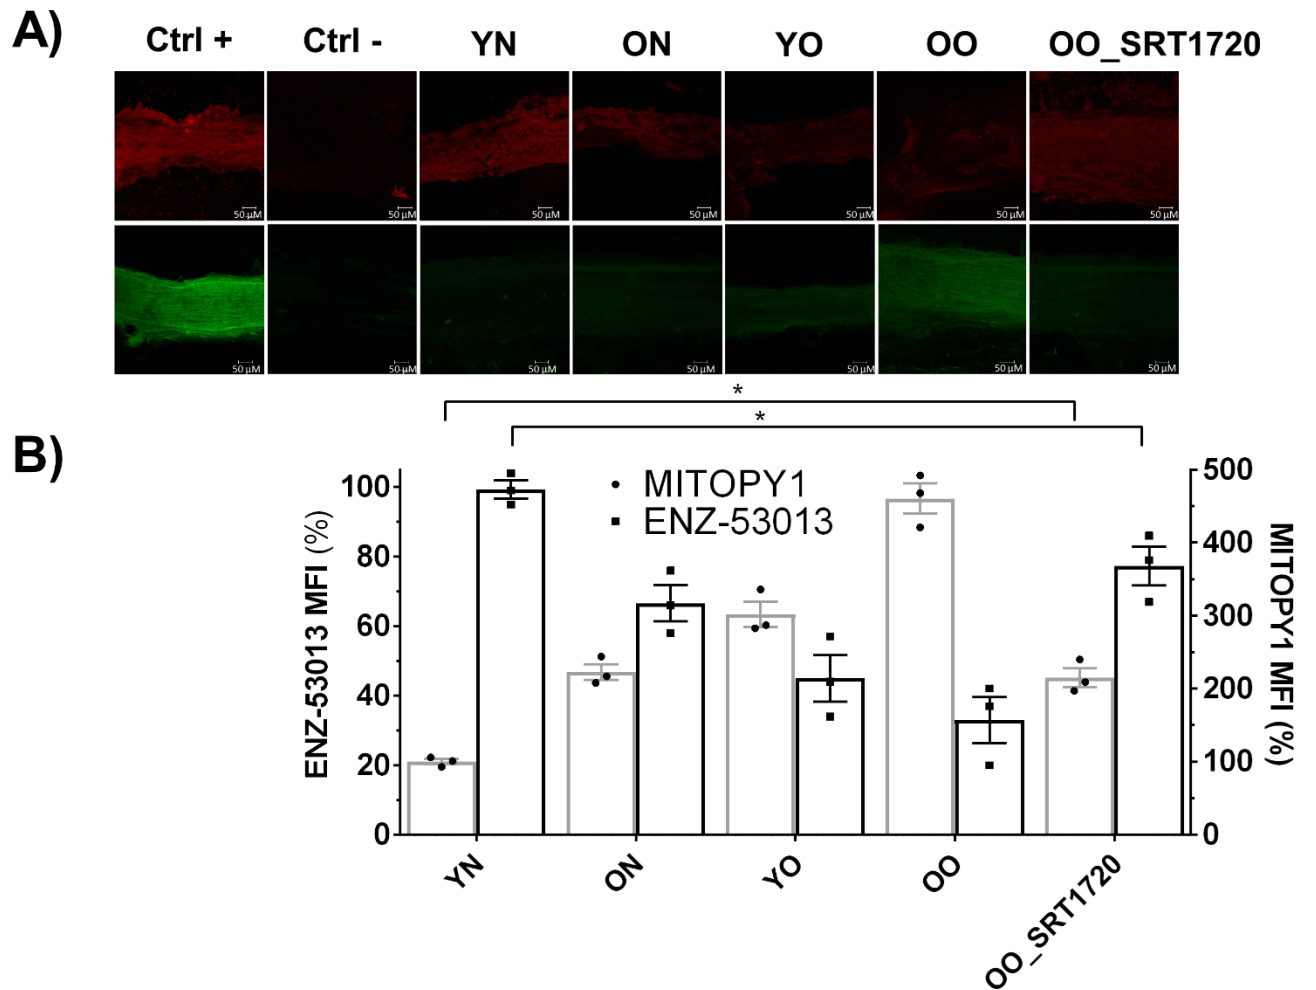 A)
Ctrl + Ctrl - YN ON YO OO OO_SRT1720
50 µM 50 µM 50 µM 50 µM 50 µM 50 µM 50 µM
50 µM 50 µM 50 µM 50 µM 50 µM 50 µM 50 µM
*
*
B)
MITOPY1
ENZ-53013
ENZ-53013 MFI (%)
100
80
60
40
20
0
500
400
300
200
100
0
MITOPY1 MFI (%)
YN ON YO OO OO_SRT1720